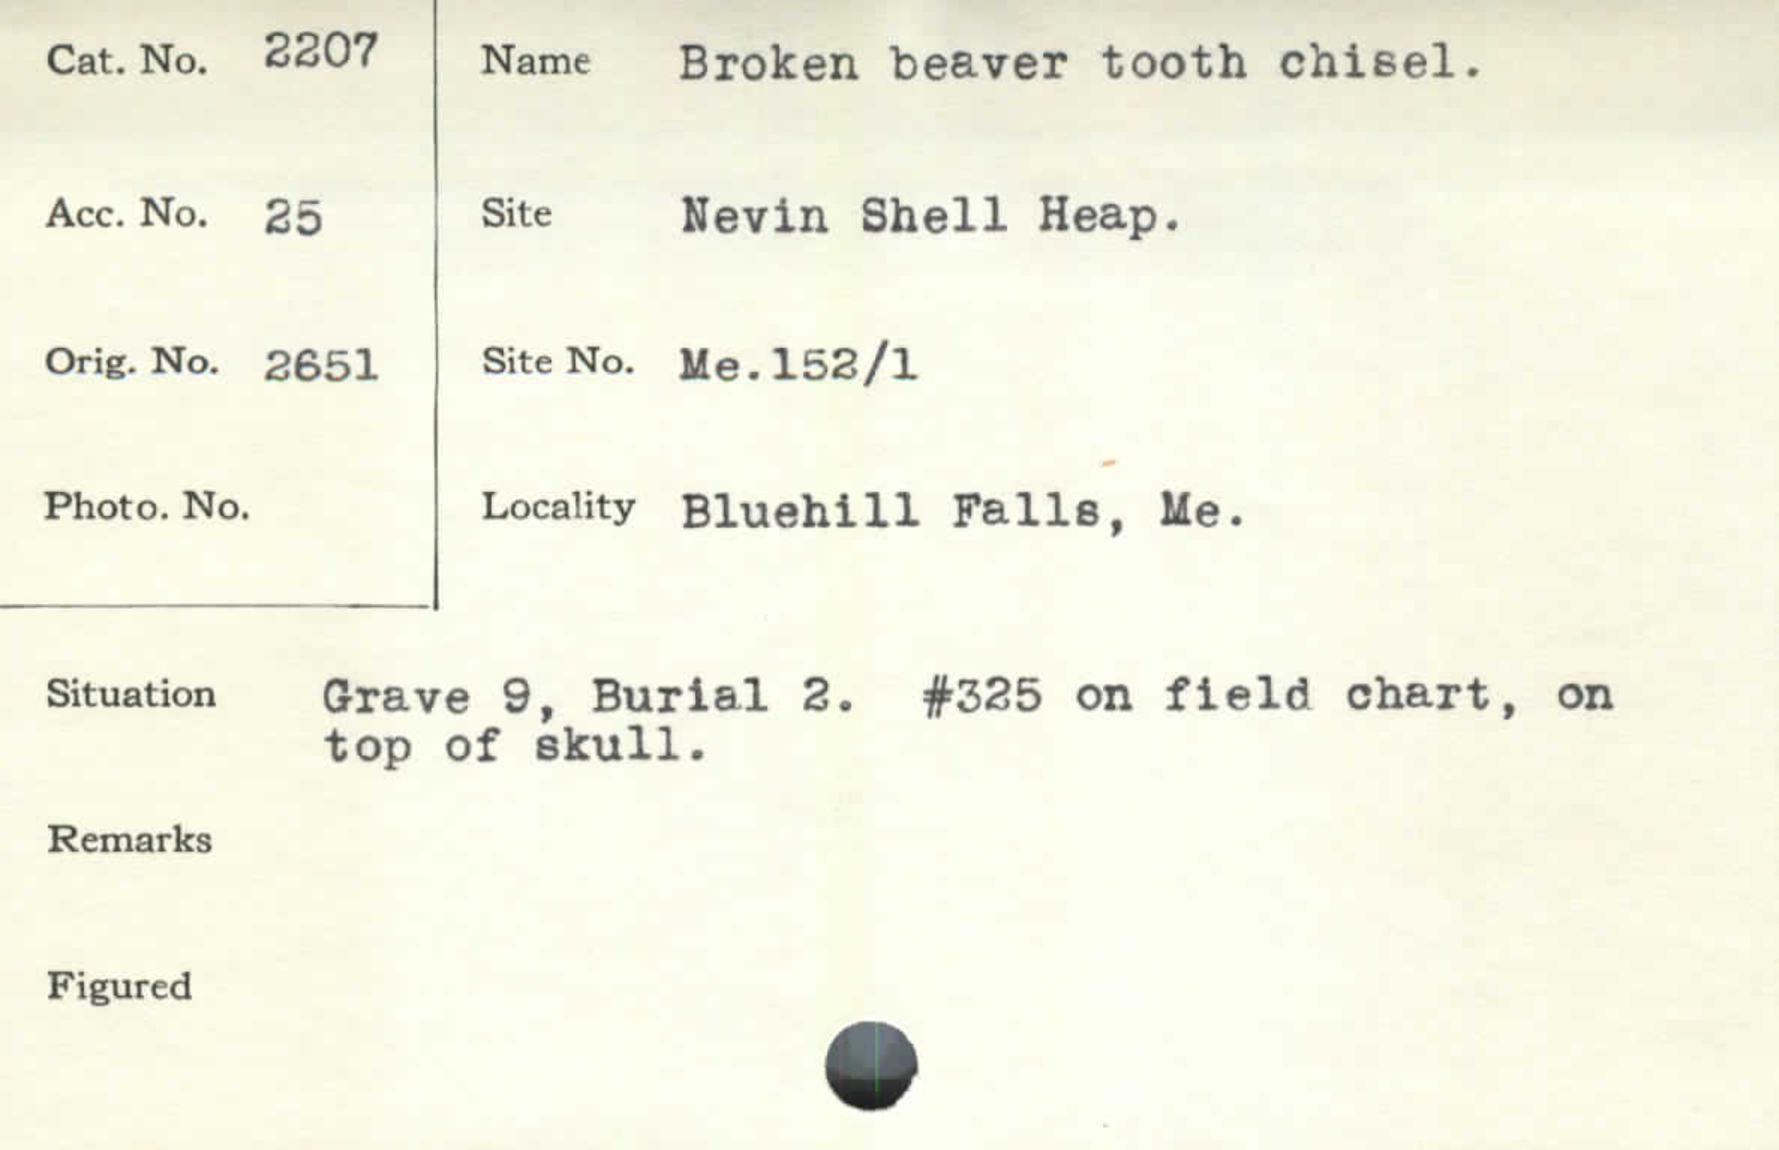 Cat. No. 2207
Name Broken beaver tooth chisel.
Acc. No. 25
Site Nevin Shell Heap.
Orig. No. 2651
Site No. Me.152/1
Photo. No.
Locality Bluehill Falls, Me.
Situation Grave 9, Burial 2. #325 on field chart, on
top of skull.
Remarks
Figured